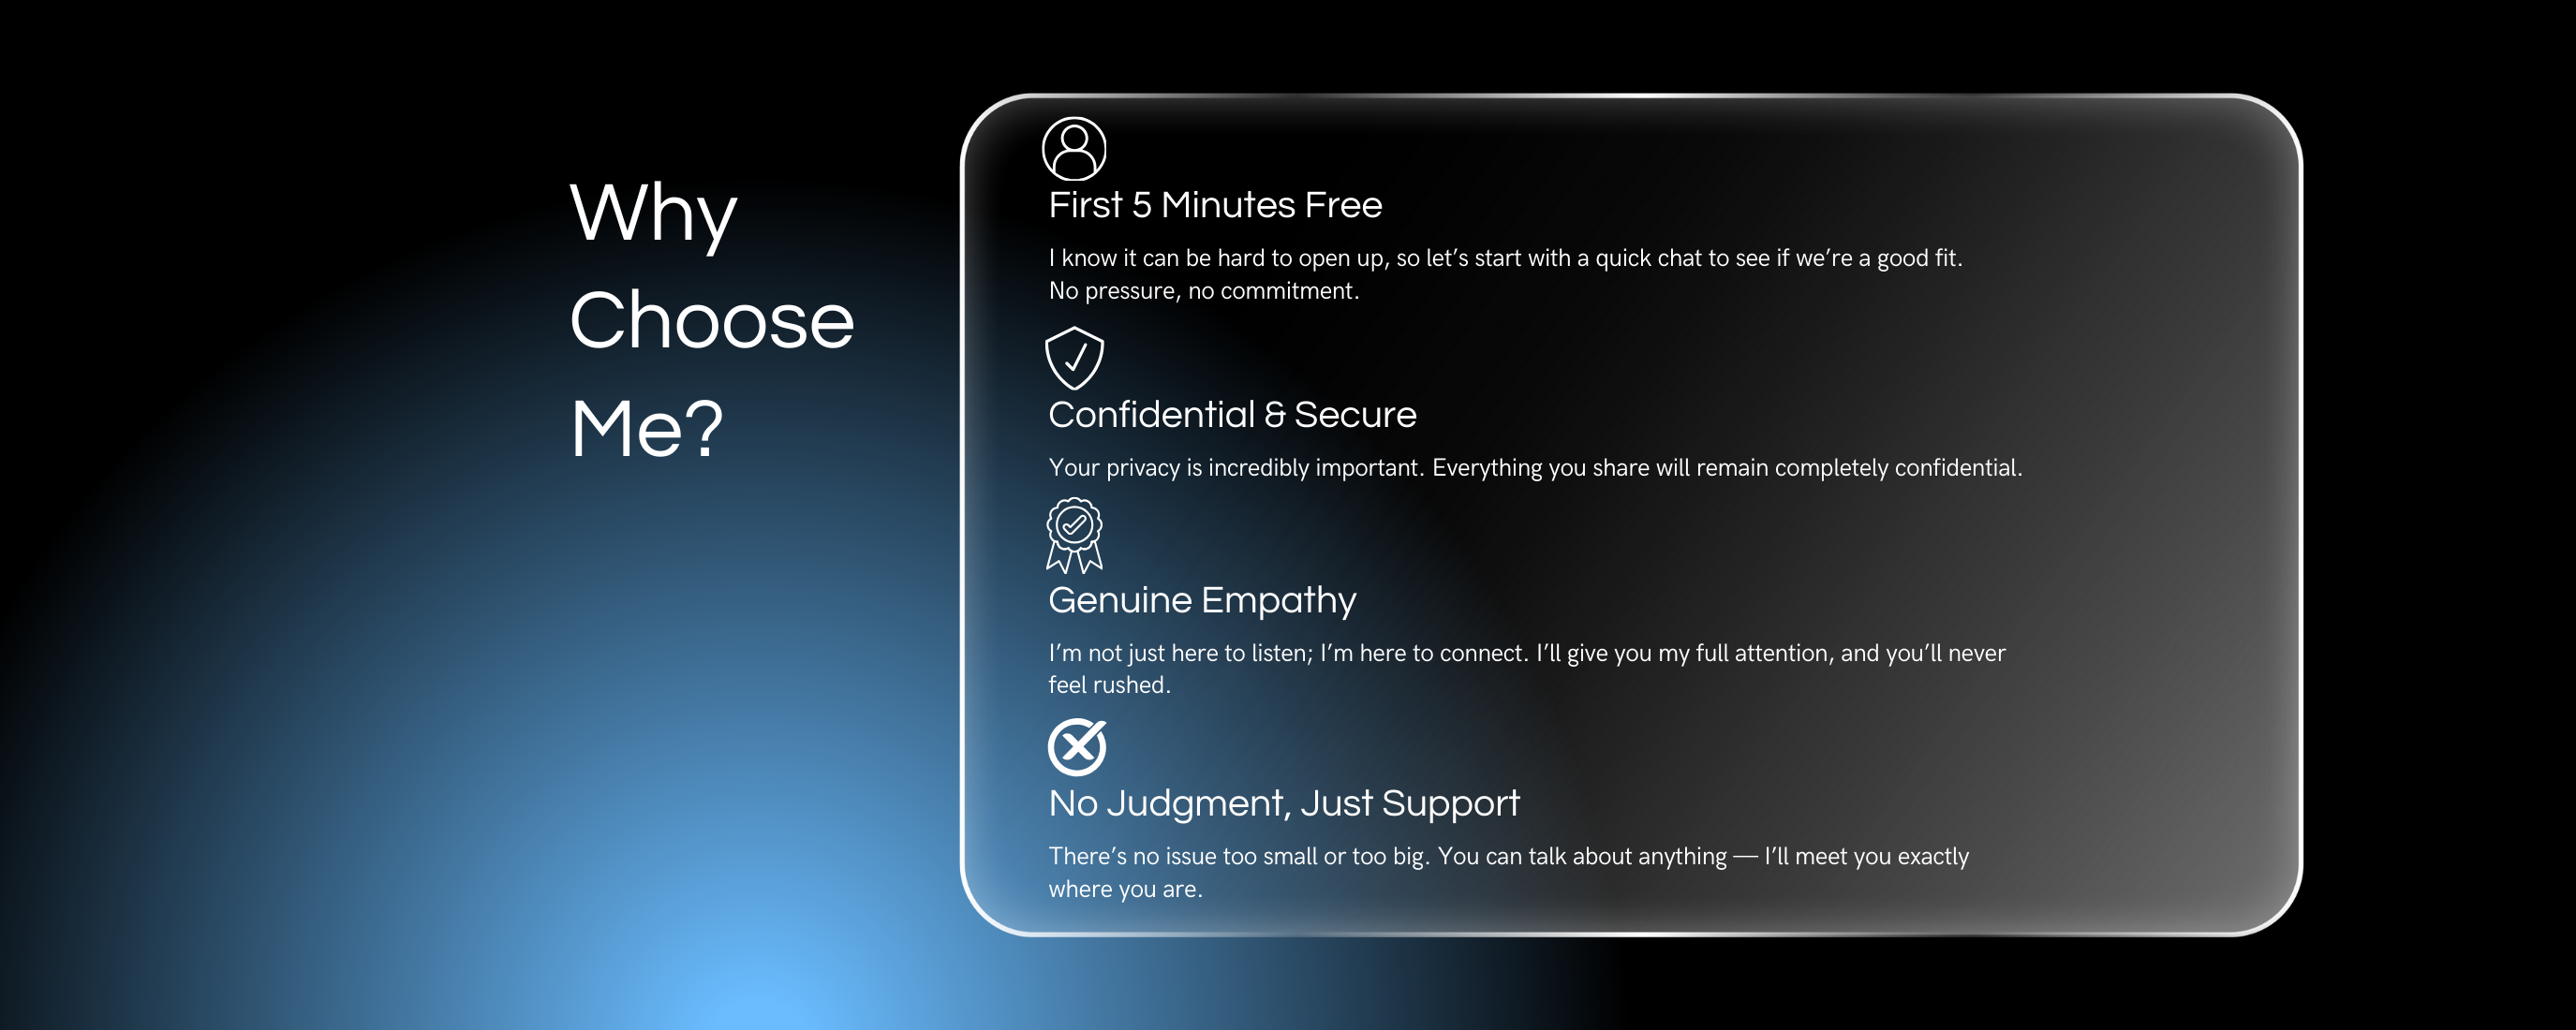 Why
Choose
Me?
First 5 Minutes Free
I know it can be hard to open up, so let’s start with a quick chat to see if we’re a good fit.
No pressure, no commitment.
Confidential & Secure
Your privacy is incredibly important. Everything you share will remain completely confidential.
Genuine Empathy
I’m not just here to listen; I’m here to connect. I’ll give you my full attention, and you’ll never
feel rushed.
No Judgment, Just Support
There’s no issue too small or too big. You can talk about anything — I’ll meet you exactly
where you are.